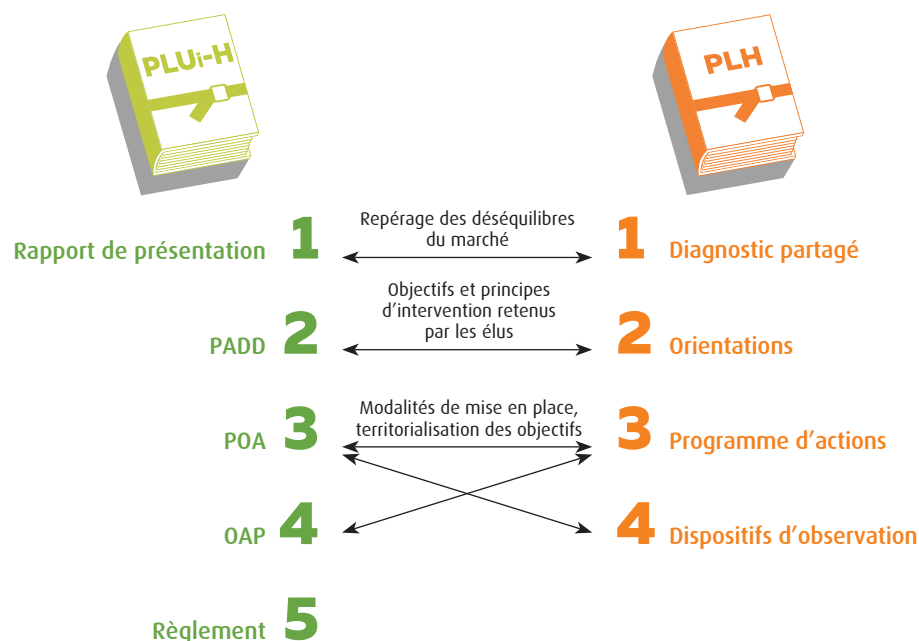 PLUi-H
PLH
Rapport de présentation 1
Repérage des déséquilibres
du marché
1 Diagnostic partagé
PADD 2
Objectifs et principes
d'intervention retenus
par les élus
2 Orientations
POA 3
Modalités de mise en place,
territorialisation des objectifs
3 Programme d'actions
OAP 4
4 Dispositifs d'observation
Règlement 5